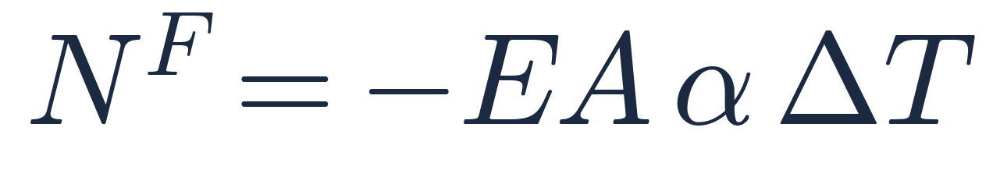 N^F = −EA α ΔT